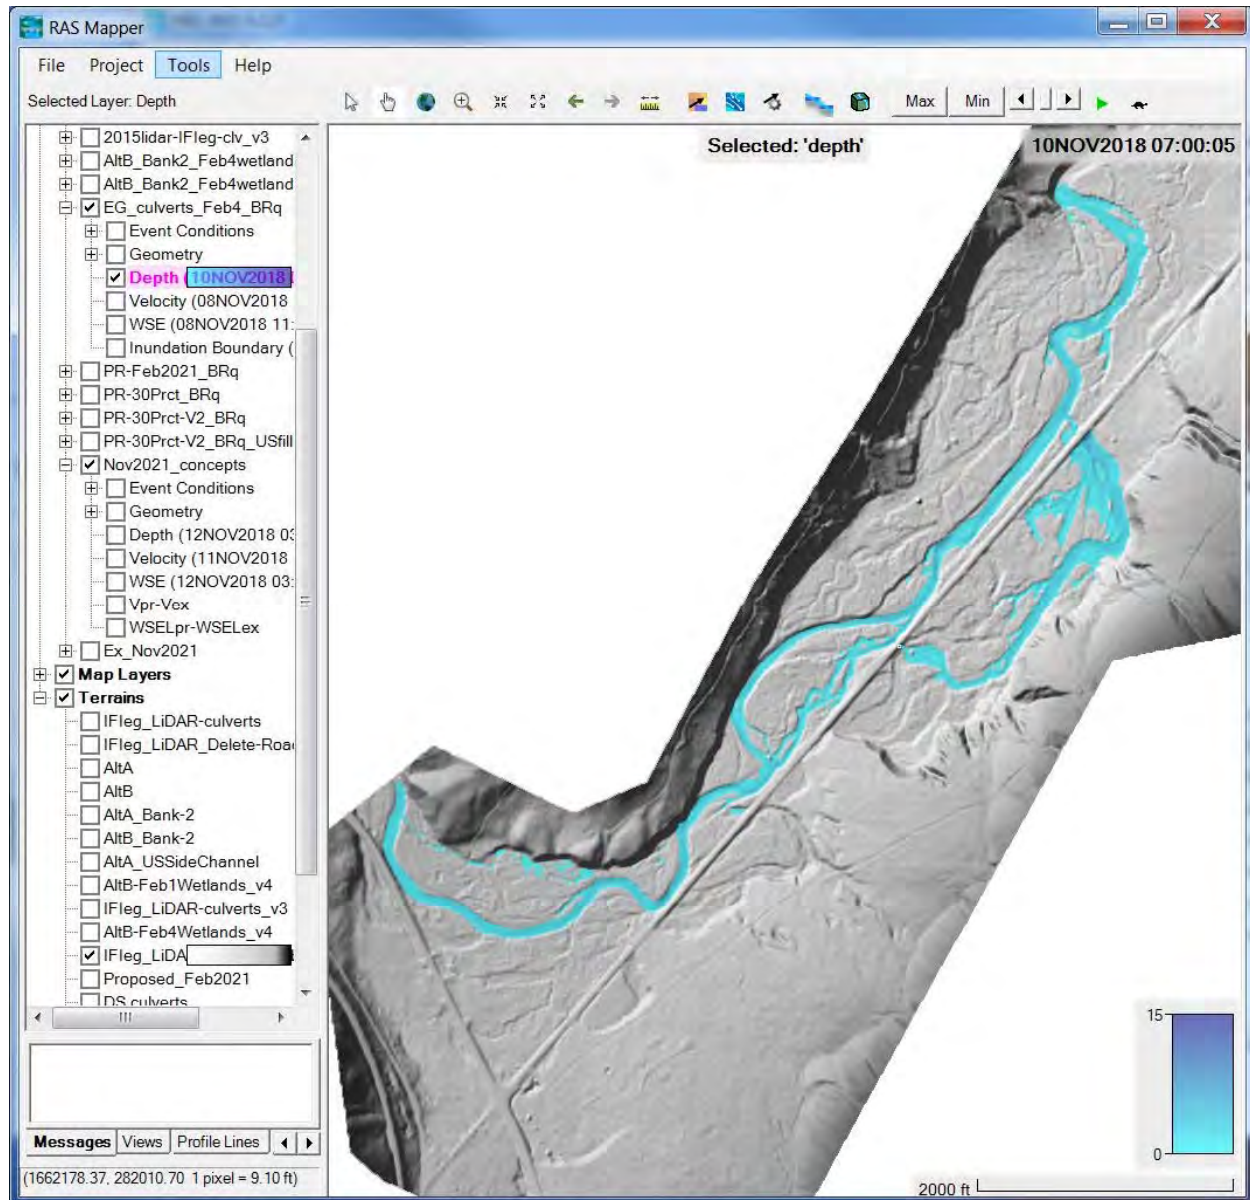 RAS Mapper
File Project Tools Help
Selected Layer: Depth
Max Min
2015lidar-IFleg-clv_v3
AltB_Bank2_Feb4wetland
AltB_Bank2_Feb4wetland
EG_culverts_Feb4_BRq
Event Conditions
Geometry
Depth (10NOV2018
Velocity (08NOV2018
WSE (08NOV2018 11:
Inundation Boundary (
PR-Feb2021_BRq
PR-30Prct_BRq
PR-30Prct-V2_BRq
PR-30Prct-V2_BRq_USfill
Nov2021_concepts
Event Conditions
Geometry
Depth (12NOV2018 03:
Velocity (11NOV2018
WSE (12NOV2018 03:
Vpr-Vex
WSELpr-WSELex
Ex_Nov2021
Map Layers
Terrains
IFleg_LiDAR-culverts
IFleg_LiDAR_Delete-Road
AltA
AltB
AltA_Bank-2
AltB_Bank-2
AltA_USSideChannel
AltB-Feb1Wetlands_v4
IFleg_LiDAR-culverts_v3
AltB-Feb4Wetlands_v4
IFleg_LiDA
Proposed_Feb2021
DS culverts
Messages Views Profile Lines
(1662178.37, 282010.70 1 pixel = 9.10 ft)
Selected: 'depth'
10NOV2018 07:00:05
15
0
2000 ft